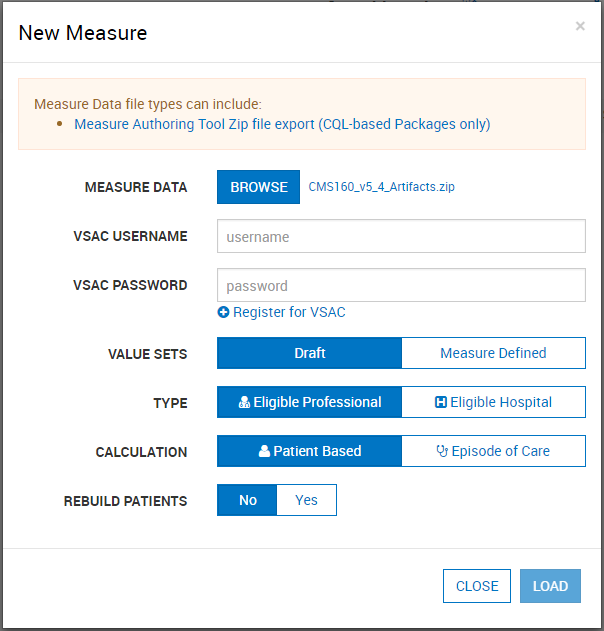 New Measure
×
Measure Data file types can include:
• Measure Authoring Tool Zip file export (CQL-based Packages only)
MEASURE DATA BROWSE CMS160_v5_4_Artifacts.zip
VSAC USERNAME username
VSAC PASSWORD password
Register for VSAC
VALUE SETS Draft Measure Defined
TYPE Eligible Professional Eligible Hospital
CALCULATION Patient Based Episode of Care
REBUILD PATIENTS No Yes
CLOSE LOAD